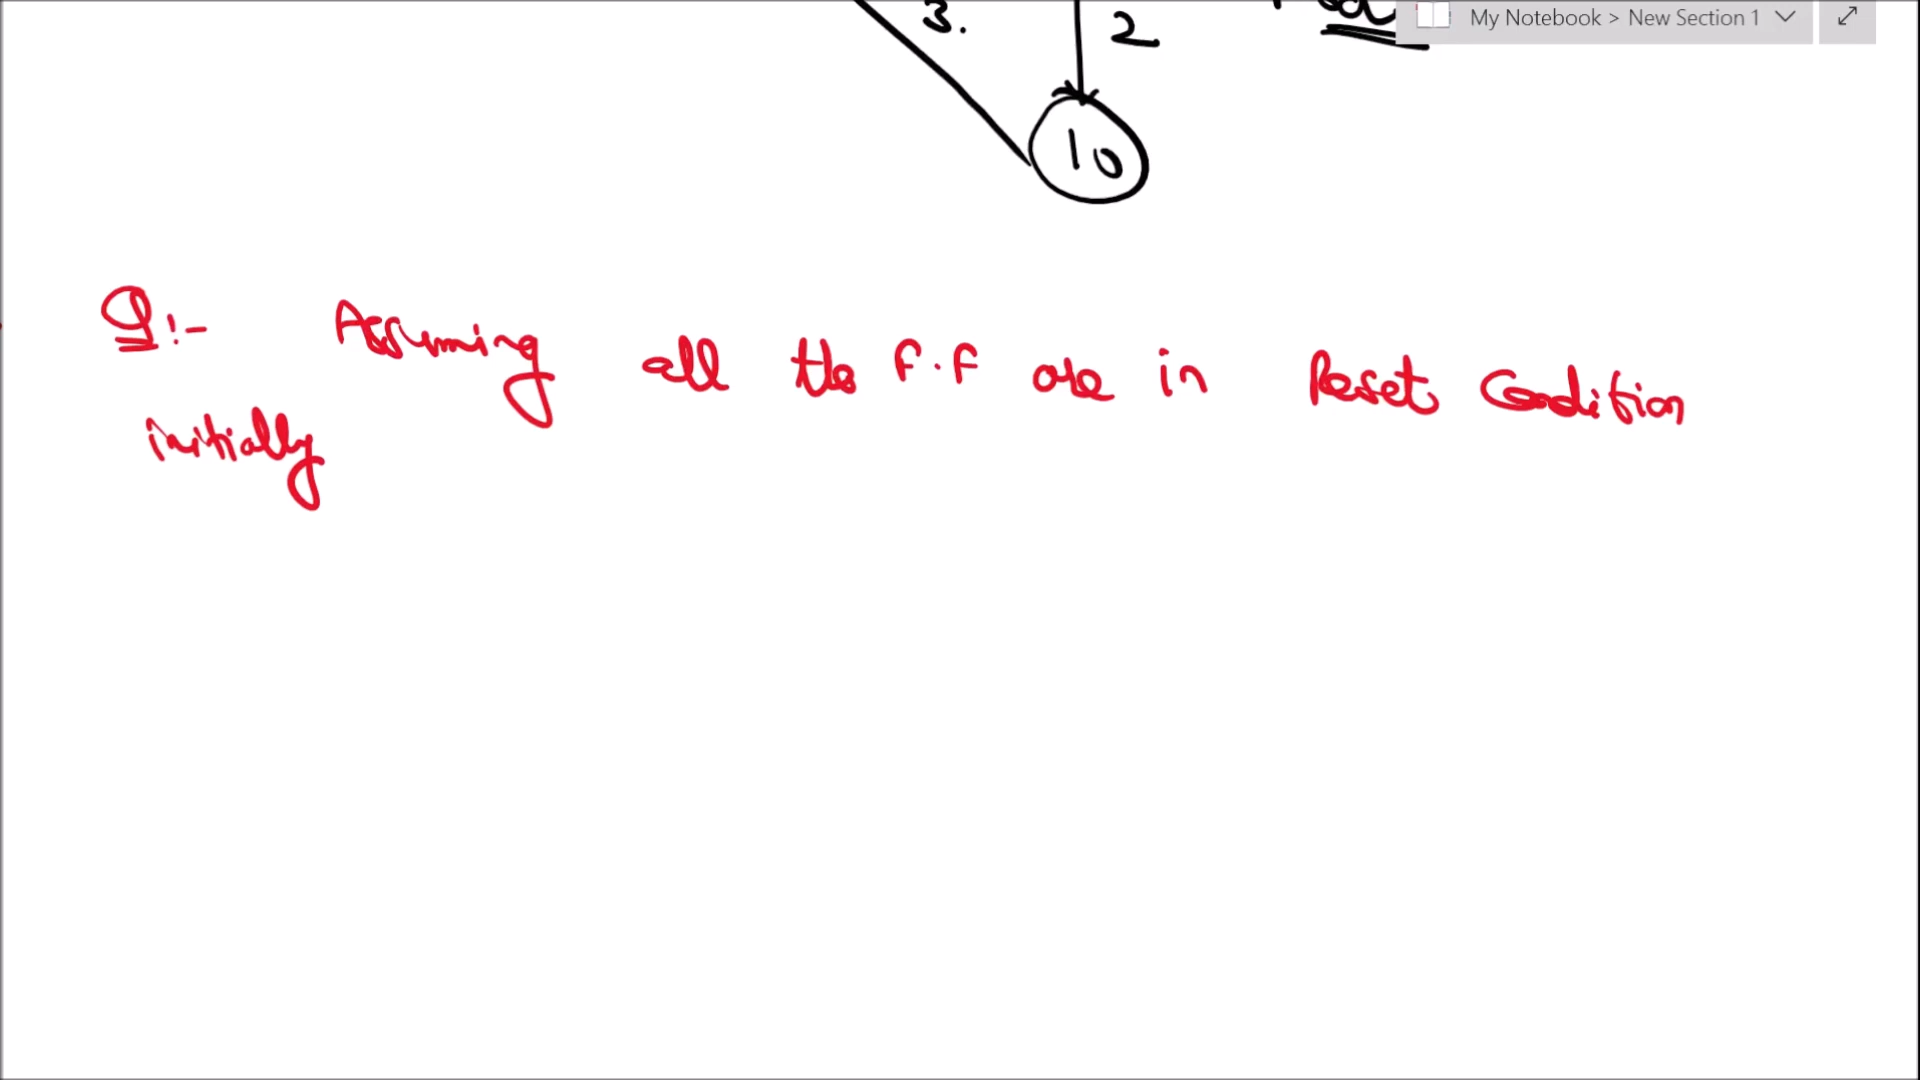 3. 2
My Notebook > New Section 1
10
Q:- Assuming all the F.F are in Reset Condition
initially